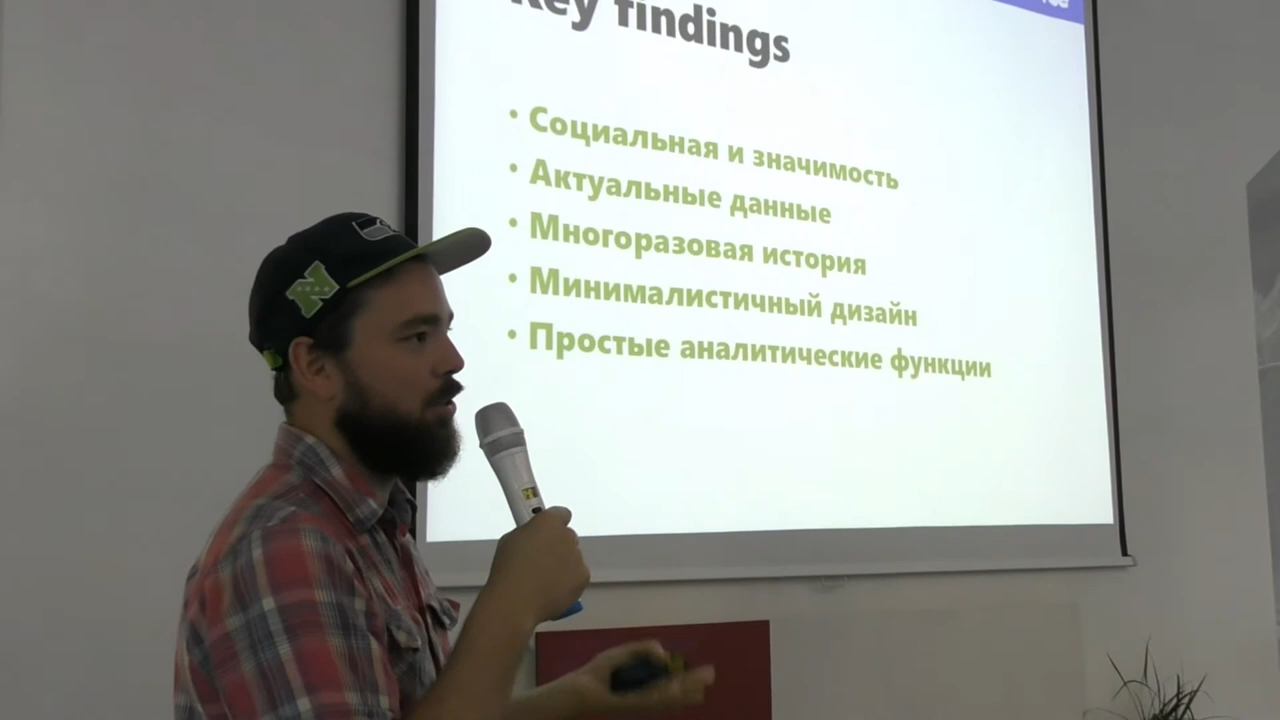 Key findings
• Социальная и значимость
• Актуальные данные
• Многоразовая история
• Минималистичный дизайн
• Простые аналитические функции
N